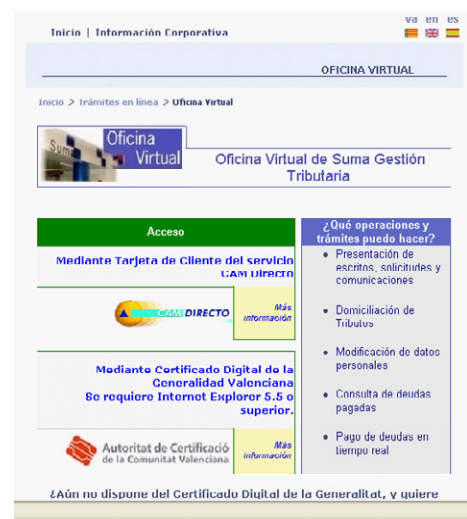 va en es
Inicio | Información Corporativa
OFICINA VIRTUAL
Inicio > Trámites en línea > Oficina Virtual
Suma
Oficina
Virtual
Oficina Virtual de Suma Gestión
Tributaria
Acceso
Mediante Tarjeta de Cliente del servicio
CAM Directo
CAM DIRECTO
Más
información
Mediante Certificado Digital de la
Generalidad Valenciana
Se requiere Internet Explorer 5.5 o
superior.
Autoritat de Certificació
de la Comunitat Valenciana
Más
información
¿Qué operaciones y
trámites puedo hacer?
• Presentación de
escritos, solicitudes y
comunicaciones
• Domiciliación de
Tributos
• Modificación de datos
personales
• Consulta de deudas
pagadas
• Pago de deudas en
tiempo real
¿Aún no dispone del Certificado Digital de la Generalitat, y quiere